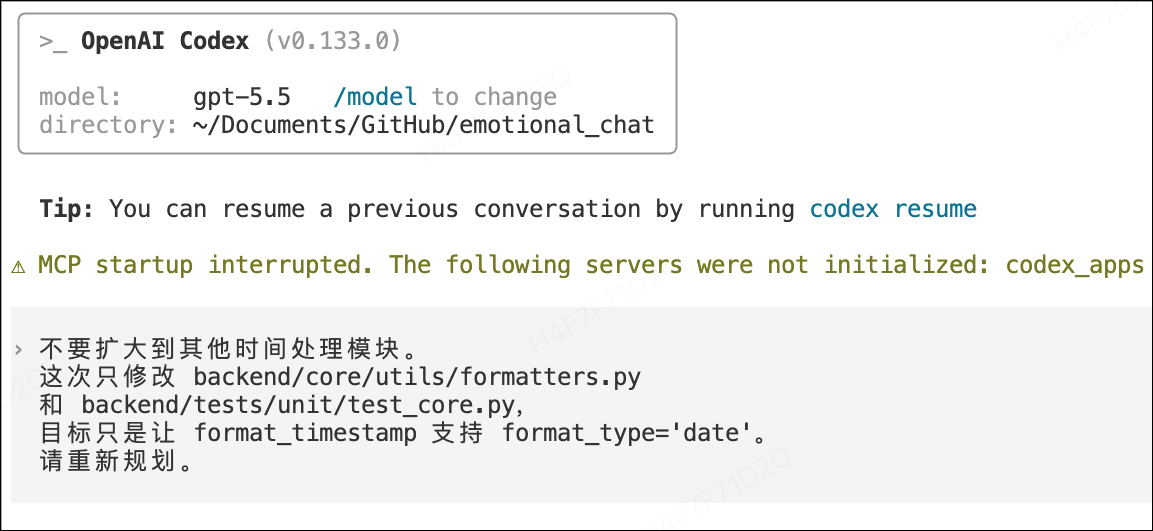 >_ OpenAI Codex (v0.133.0)
model: gpt-5.5 /model to change
directory: ~/Documents/GitHub/emotional_chat
Tip: You can resume a previous conversation by running codex resume
⚠ MCP startup interrupted. The following servers were not initialized: codex_apps
› 不要扩大到其他时间处理模块。
这次只修改 backend/core/utils/formatters.py
和 backend/tests/unit/test_core.py,
目标只是让 format_timestamp 支持 format_type='date'。
请重新规划。
H4F7F71D2Q